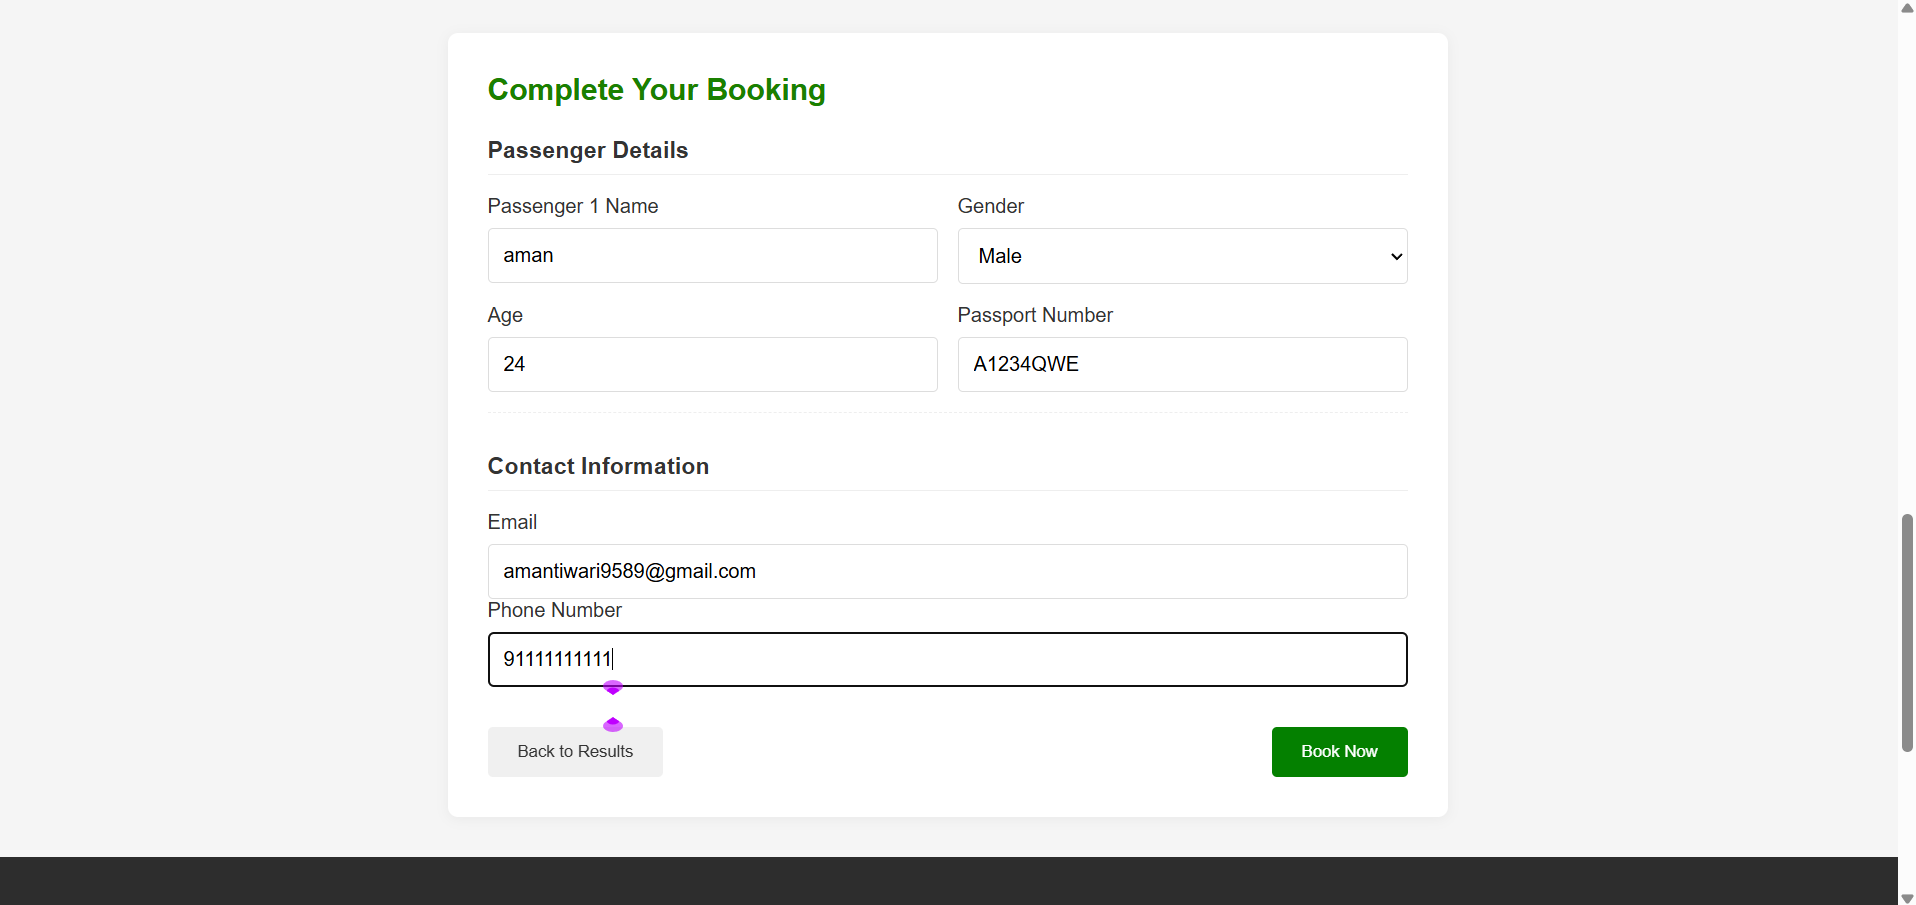 Complete Your Booking
Passenger Details
Passenger 1 Name
Gender
aman
Male
Age
Passport Number
24
A1234QWE
Contact Information
Email
amantiwari9589@gmail.com
Phone Number
91111111111
Back to Results
Book Now